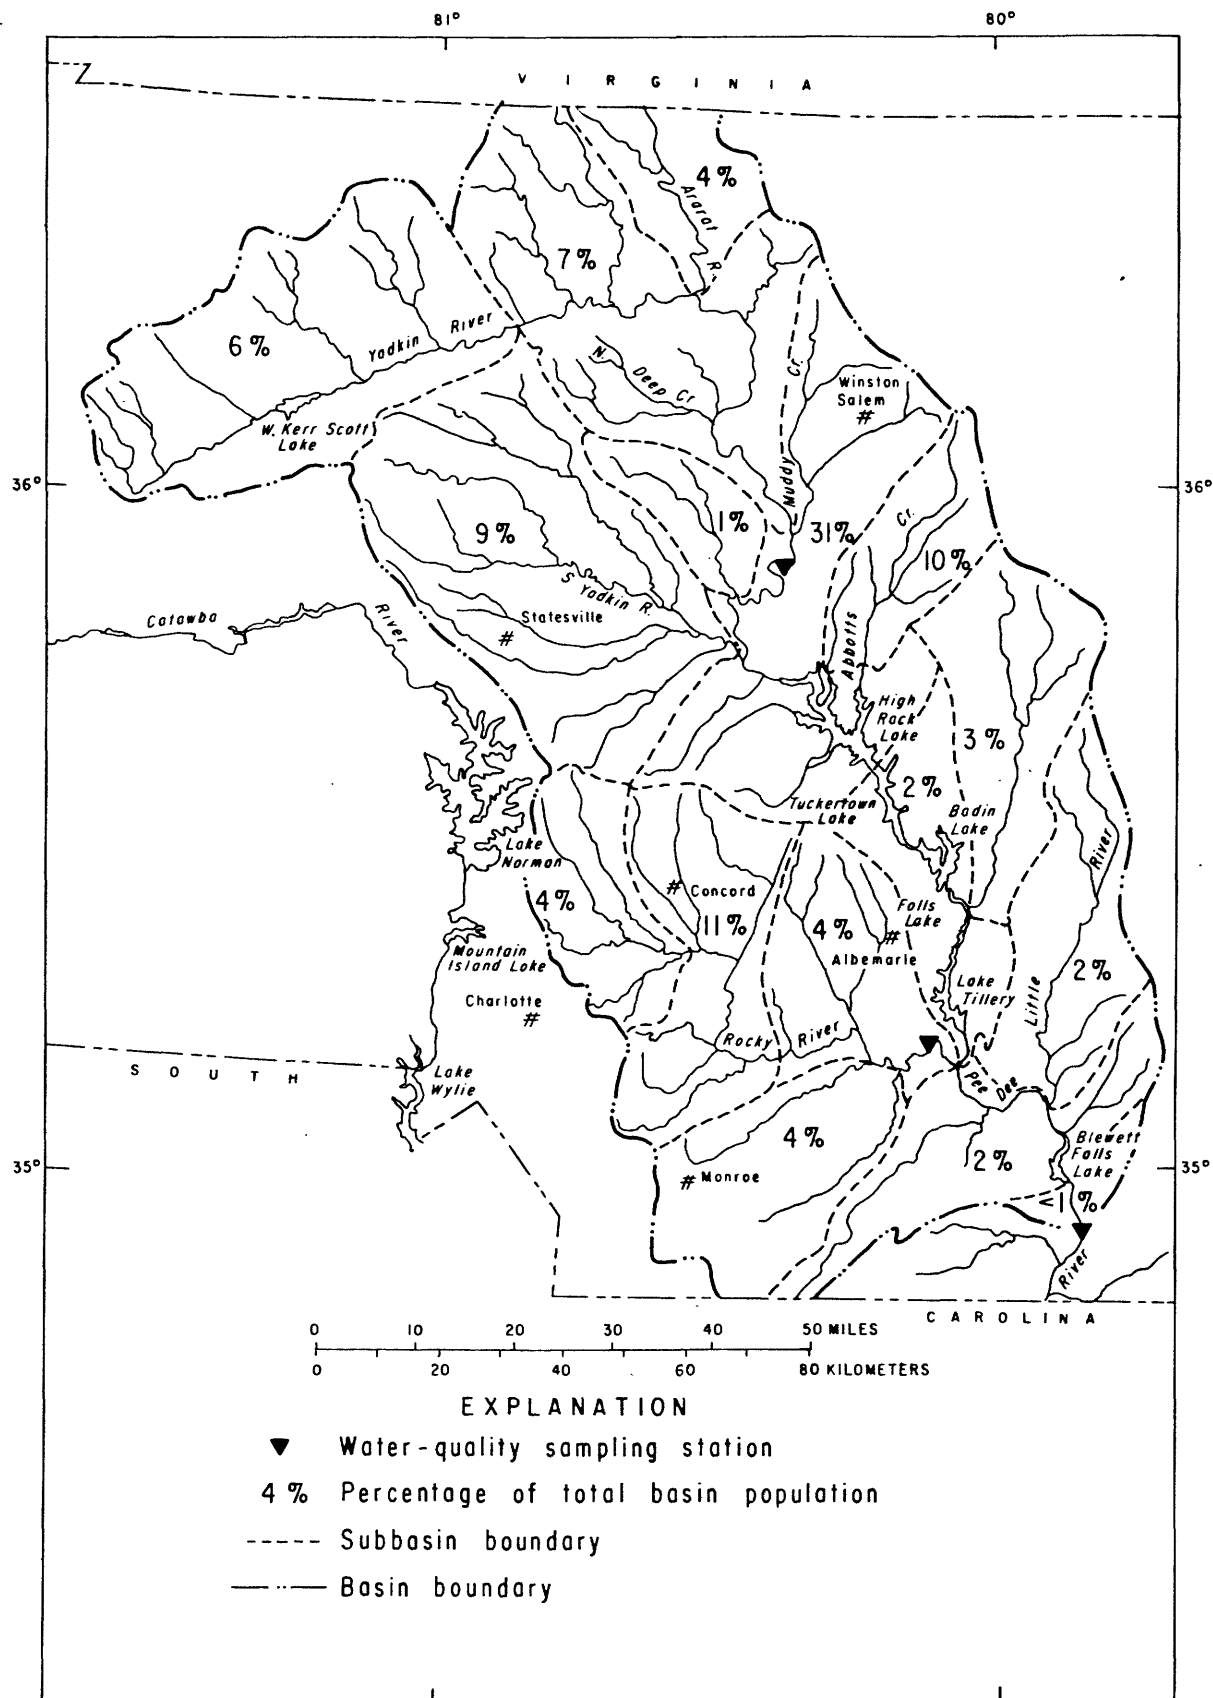 81° 80°
V I R G I N I A
4%
Ararat R.
7%
6%
Yadkin River
N. Deep Cr
Muddy Cr.
Winston
Salem
#
W. Kerr Scott
Lake
36° 36°
9%
1%
31%
Cr.
10%
S Yadkin R.
Catawba River
Statesville
#
Abbotts
High
Rock
Lake
3%
2%
Tuckertown
Lake
Badin
Lake
River
Lake
Norman
4%
# Concord
11%
4%
Falls
Lake
#
Albemarle
Mountain
Island Lake
2%
Lake
Tillery
Little
Charlotte
#
Rocky River
S O U T H
Lake
Wylie
Pee Dee
4%
2%
Blewett
Falls
Lake
35° 35°
# Monroe
<1%
River
C A R O L I N A
0 10 20 30 40 50 MILES
0 20 40 60 80 KILOMETERS
EXPLANATION
Water-quality sampling station
4% Percentage of total basin population
Subbasin boundary
Basin boundary